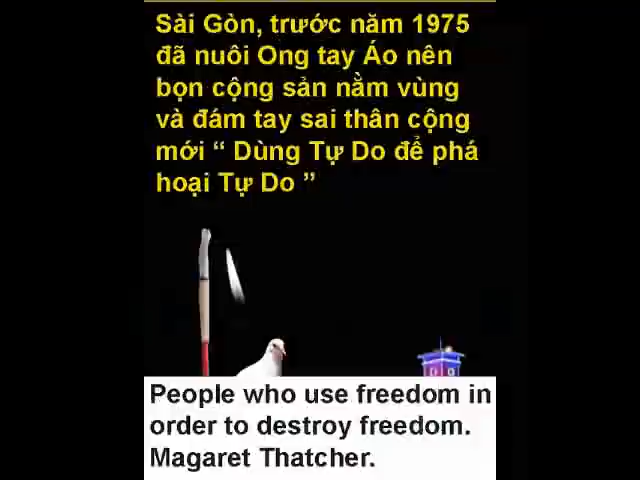 Sài Gòn, trước năm 1975
đã nuôi Ong tay Áo nên
bọn cộng sản nằm vùng
và đám tay sai thân cộng
mới “ Dùng Tự Do để phá
hoại Tự Do ”
People who use freedom in
order to destroy freedom.
Magaret Thatcher.